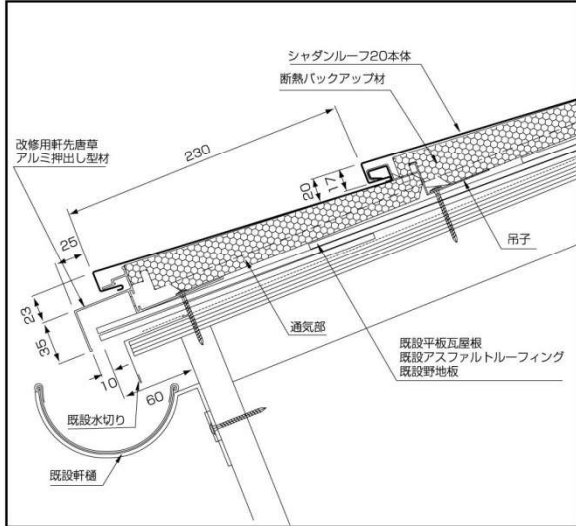 シャダンルーフ20本体
断熱バックアップ材
改修用軒先唐草
アルミ押出し型材
230
20
17
25
吊子
23
35
通気部
既設平板瓦屋根
既設アスファルトルーフィング
既設野地板
10
60
既設水切り
既設軒樋